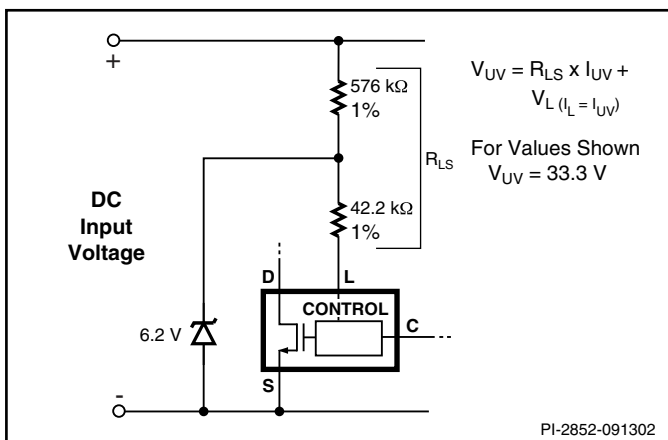 +
576 kΩ
1%
V_UV = R_LS x I_UV +
V_L (I_L = I_UV)
For Values Shown
V_UV = 33.3 V
R_LS
DC
Input
Voltage
42.2 kΩ
1%
D
L
CONTROL
C
6.2 V
S
-
PI-2852-091302